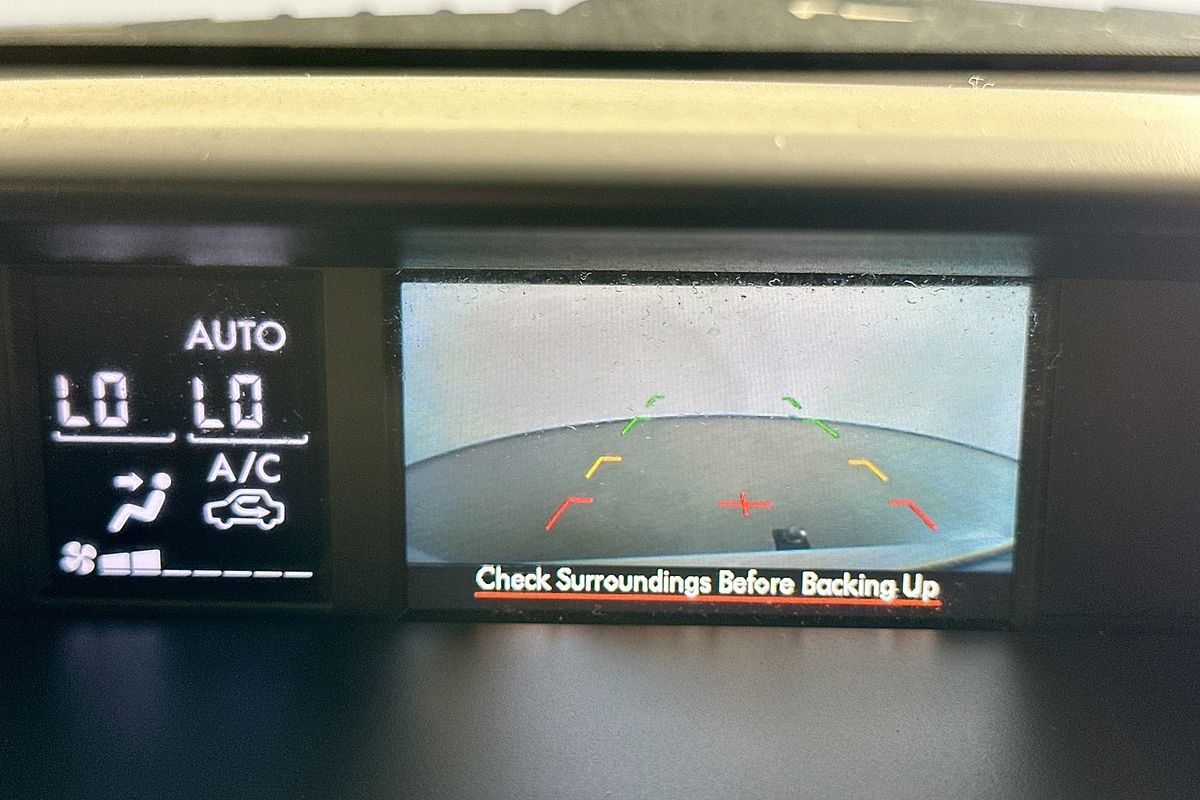 AUTO
LO LO
A/C
Check Surroundings Before Backing Up